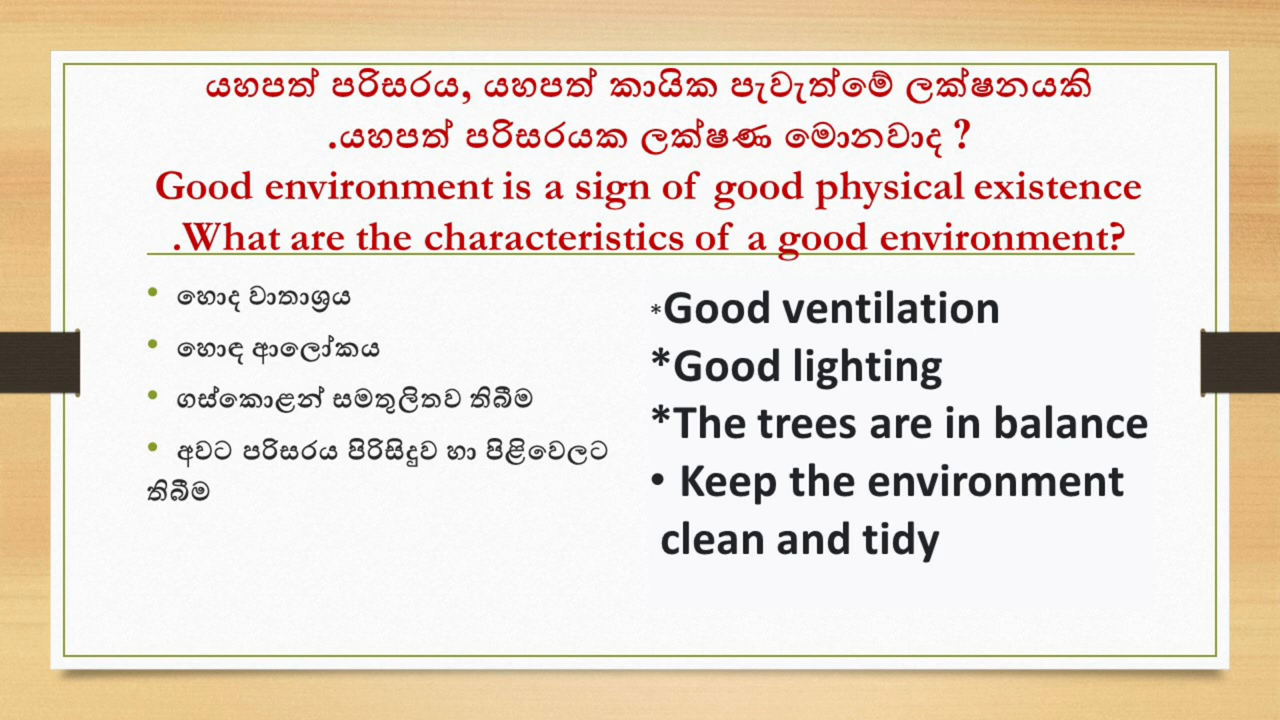 යහපත් පරිසරය, යහපත් කායික පැවැත්මේ ලක්ෂනයකි
.යහපත් පරිසරයක ලක්ෂණ මොනවාද ?
Good environment is a sign of good physical existence
.What are the characteristics of a good environment?
• හොද වාතාශ්‍රය
• හොඳ ආලෝකය
• ගස්කොළන් සමතුලිතව තිබීම
• අවට පරිසරය පිරිසිදුව හා පිළිවෙලට
තිබීම
*Good ventilation
*Good lighting
*The trees are in balance
• Keep the environment
clean and tidy